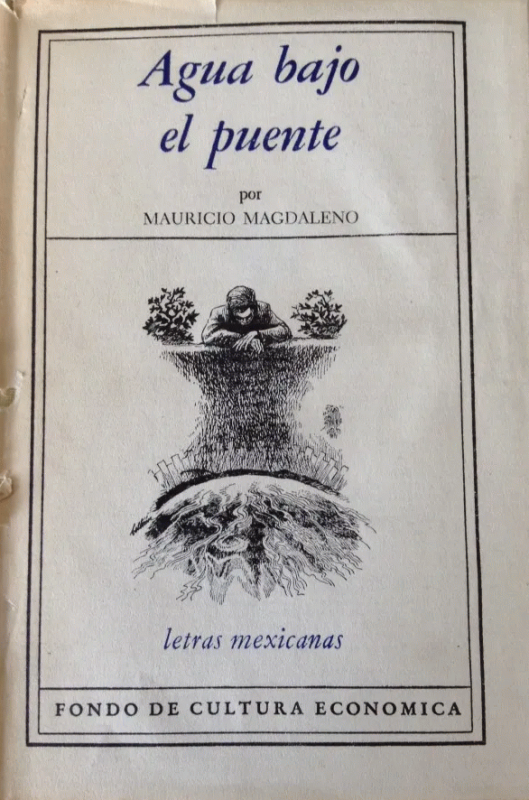 Agua bajo
el puente
por
MAURICIO MAGDALENO
letras mexicanas
FONDO DE CULTURA ECONOMICA